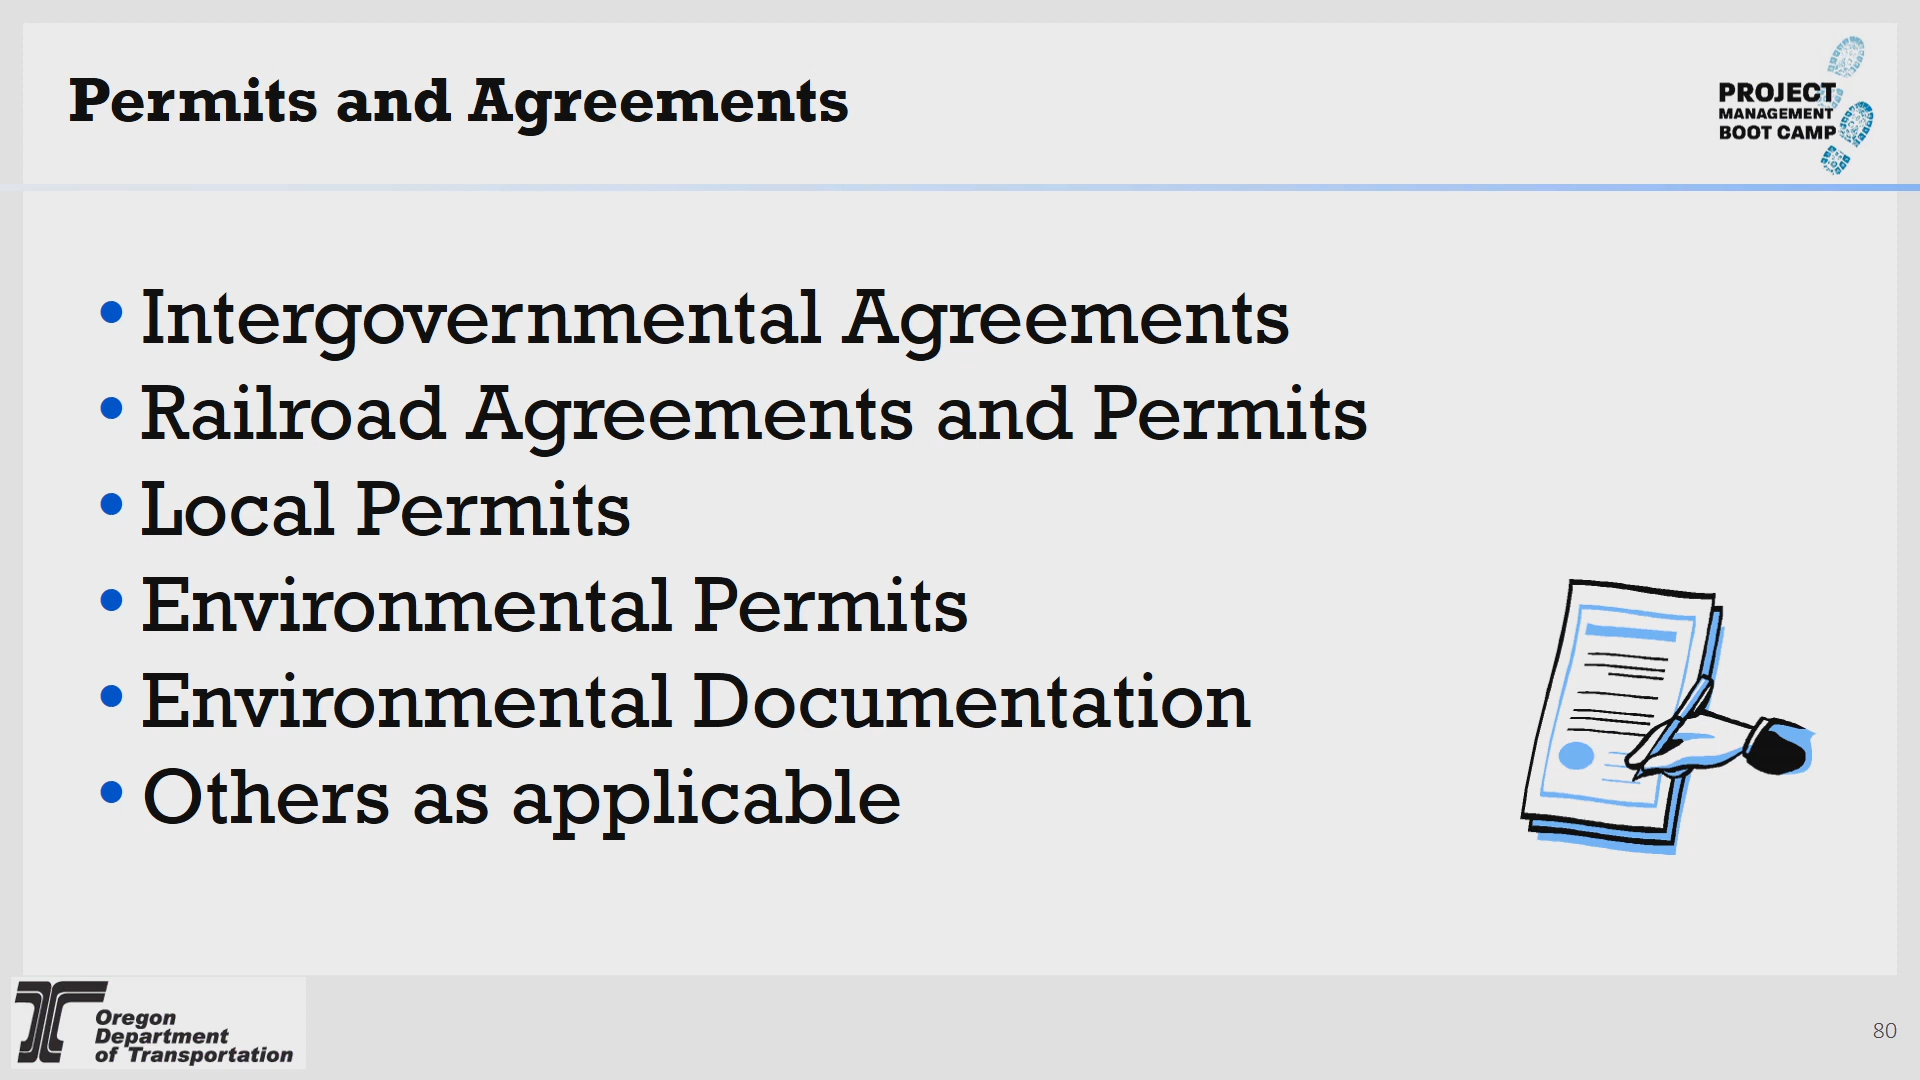 Permits and Agreements
PROJECT
MANAGEMENT
BOOT CAMP
• Intergovernmental Agreements
• Railroad Agreements and Permits
• Local Permits
• Environmental Permits
• Environmental Documentation
• Others as applicable
Oregon
Department
of Transportation
80